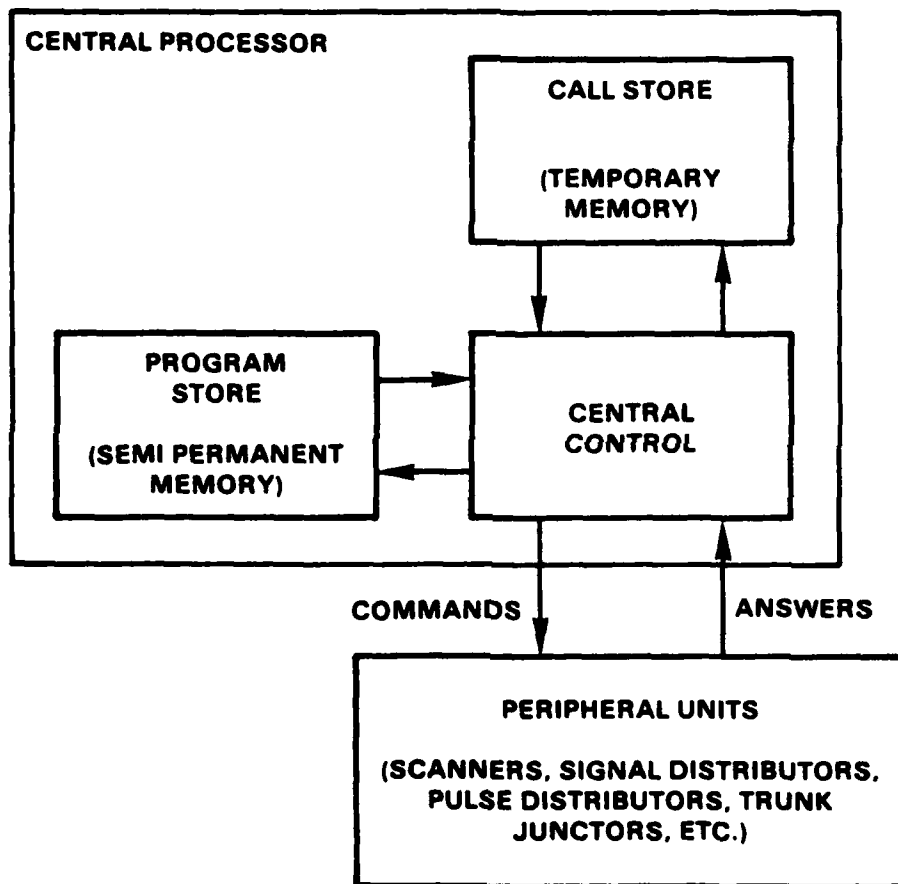 CENTRAL PROCESSOR
CALL STORE
(TEMPORARY
MEMORY)
PROGRAM
STORE
(SEMI PERMANENT
MEMORY)
CENTRAL
CONTROL
COMMANDS
ANSWERS
PERIPHERAL UNITS
(SCANNERS, SIGNAL DISTRIBUTORS,
PULSE DISTRIBUTORS, TRUNK
JUNCTORS, ETC.)